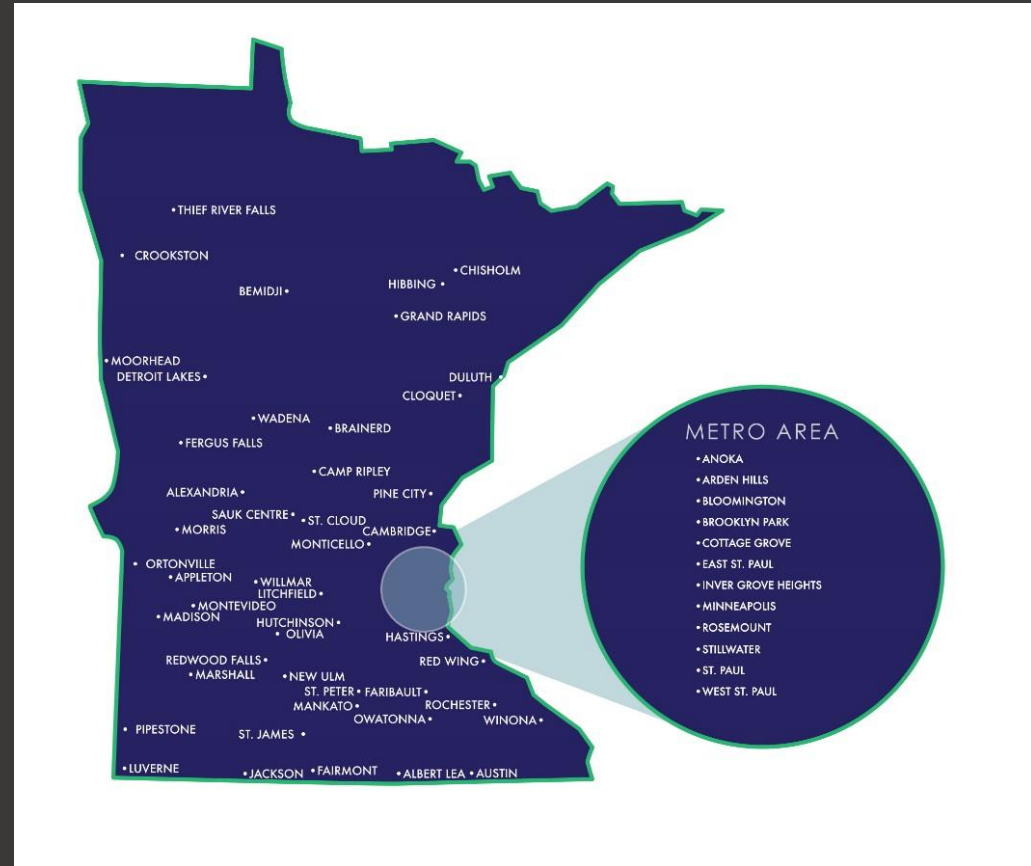 THIEF RIVER FALLS
CROOKSTON
CHISHOLM
HIBBING
BEMIDJI
GRAND RAPIDS
MOORHEAD
DETROIT LAKES
DULUTH
CLOQUET
WADENA
BRAINERD
FERGUS FALLS
CAMP RIPLEY
ALEXANDRIA
PINE CITY
SAUK CENTRE
ST. CLOUD
MORRIS
CAMBRIDGE
MONTICELLO
ORTONVILLE
APPLETON
WILLMAR
LITCHFIELD
MONTEVIDEO
MADISON
HUTCHINSON
OLIVIA
HASTINGS
REDWOOD FALLS
RED WING
MARSHALL
NEW ULM
ST. PETER
FARIBAULT
MANKATO
ROCHESTER
OWATONNA
WINONA
PIPESTONE
ST. JAMES
LUVERNE
JACKSON
FAIRMONT
ALBERT LEA
AUSTIN
METRO AREA
•ANOKA
•ARDEN HILLS
•BLOOMINGTON
•BROOKLYN PARK
•COTTAGE GROVE
•EAST ST. PAUL
•INVER GROVE HEIGHTS
•MINNEAPOLIS
•ROSEMOUNT
•STILLWATER
•ST. PAUL
•WEST ST. PAUL